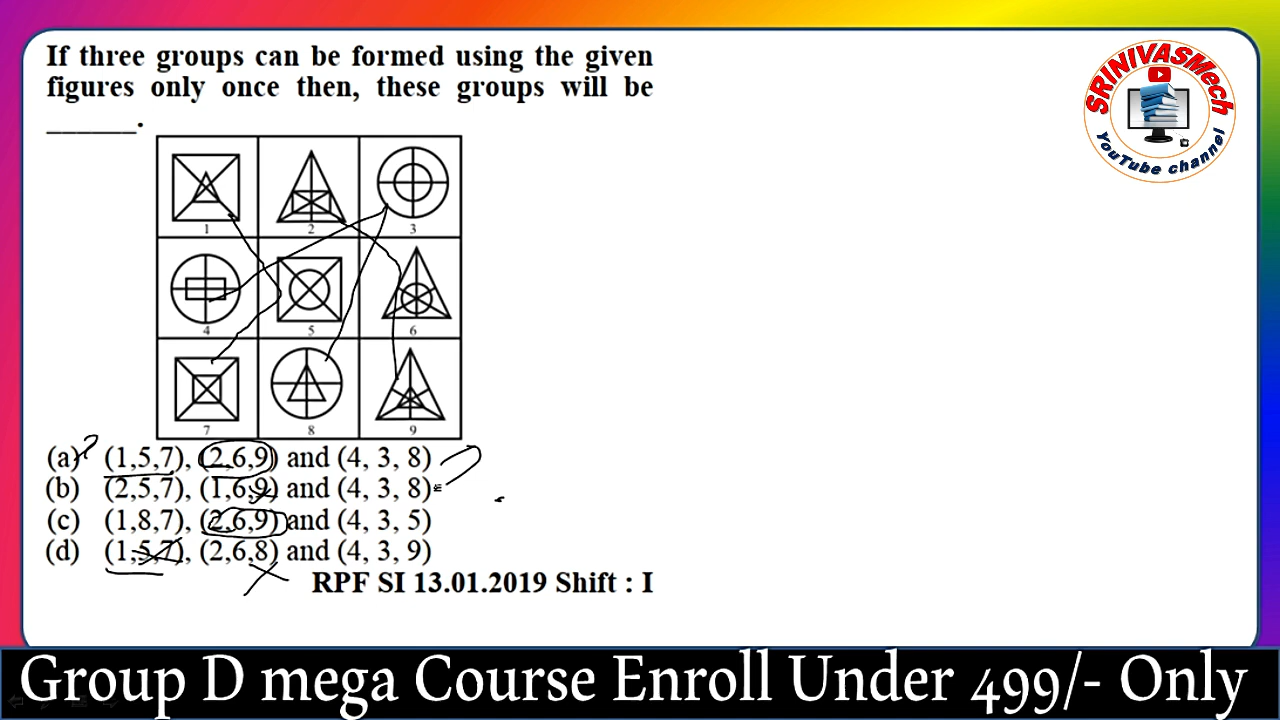 If three groups can be formed using the given
figures only once then, these groups will be
______.
SRINIVASMech
YouTube channel
1 2 3
4 5 6
7 8 9
(a) (1,5,7), (2,6,9) and (4, 3, 8)
(b) (2,5,7), (1,6,9) and (4, 3, 8)
(c) (1,8,7), (2,6,9) and (4, 3, 5)
(d) (1,5,7), (2,6,8) and (4, 3, 9)
RPF SI 13.01.2019 Shift : I
Group D mega Course Enroll Under 499/- Only